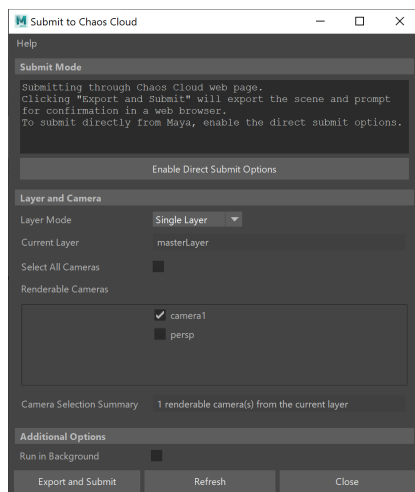 Submit to Chaos Cloud
Help
Submit Mode
Submitting through Chaos Cloud web page.
Clicking "Export and Submit" will export the scene and prompt
for confirmation in a web browser.
To submit directly from Maya, enable the direct submit options.
Enable Direct Submit Options
Layer and Camera
Layer Mode Single Layer
Current Layer masterLayer
Select All Cameras
Renderable Cameras
camera1
persp
Camera Selection Summary 1 renderable camera(s) from the current layer
Additional Options
Run in Background
Export and Submit Refresh Close